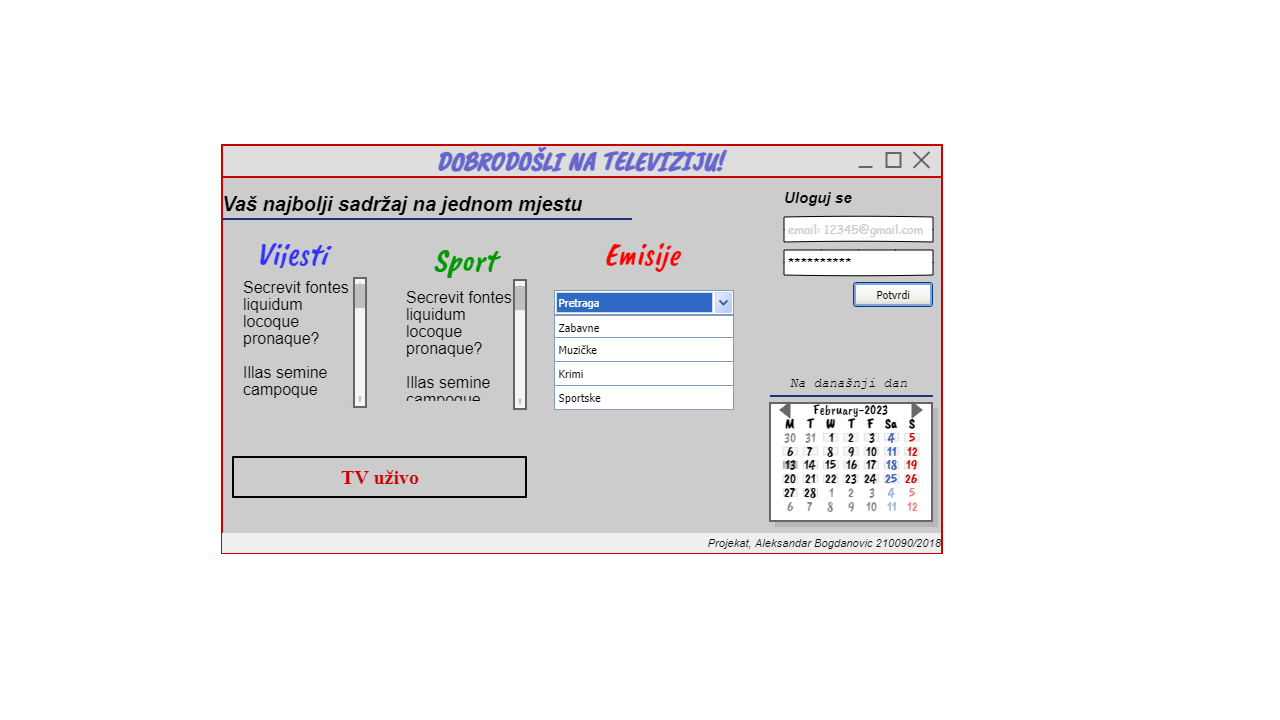 DOBRODOŠLI NA TELEVIZIJU!
Vaš najbolji sadržaj na jednom mjestu
Uloguj se
email: 12345@gmail.com
**********
Potvrdi
Vijesti
Secrevit fontes
liquidum
locoque
pronaque?
Illas semine
campoque
Sport
Secrevit fontes
liquidum
locoque
pronaque?
Illas semine
campoque
Emisije
Pretraga
Zabavne
Muzičke
Krimi
Sportske
TV uživo
Na današnji dan
February-2023
M T W T F Sa S
30 31 1 2 3 4 5
6 7 8 9 10 11 12
13 14 15 16 17 18 19
20 21 22 23 24 25 26
27 28 1 2 3 4 5
6 7 8 9 10 11 12
Projekat, Aleksandar Bogdanovic 210090/2018